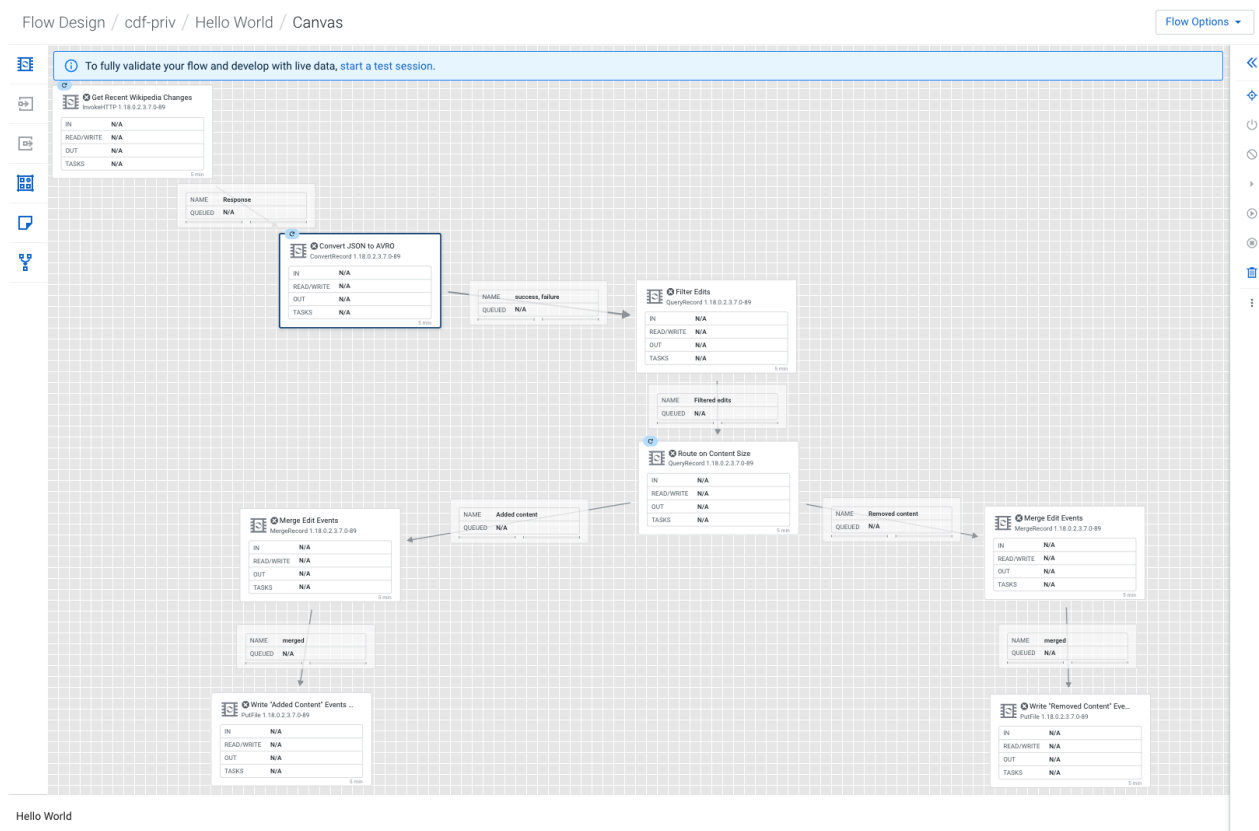 Flow Design / cdf-priv / Hello World / Canvas
Flow Options
To fully validate your flow and develop with live data, start a test session.
Get Recent Wikipedia Changes
InvokeHTTP 1.18.0.2.3.7.0-89
IN N/A
READ/WRITE N/A
OUT N/A
TASKS N/A
5 min
NAME Response
QUEUED N/A
Convert JSON to AVRO
ConvertRecord 1.18.0.2.3.7.0-89
IN N/A
READ/WRITE N/A
OUT N/A
TASKS N/A
5 min
NAME success, failure
QUEUED N/A
Filter Edits
QueryRecord 1.18.0.2.3.7.0-89
IN N/A
READ/WRITE N/A
OUT N/A
TASKS N/A
5 min
NAME Filtered edits
QUEUED N/A
Route on Content Size
QueryRecord 1.18.0.2.3.7.0-89
IN N/A
READ/WRITE N/A
OUT N/A
TASKS N/A
5 min
NAME Added content
QUEUED N/A
NAME Removed content
QUEUED N/A
Merge Edit Events
MergeRecord 1.18.0.2.3.7.0-89
IN N/A
READ/WRITE N/A
OUT N/A
TASKS N/A
5 min
Merge Edit Events
MergeRecord 1.18.0.2.3.7.0-89
IN N/A
READ/WRITE N/A
OUT N/A
TASKS N/A
5 min
NAME merged
QUEUED N/A
NAME merged
QUEUED N/A
Write "Added Content" Events ...
PutFile 1.18.0.2.3.7.0-89
IN N/A
READ/WRITE N/A
OUT N/A
TASKS N/A
5 min
Write "Removed Content" Eve...
PutFile 1.18.0.2.3.7.0-89
IN N/A
READ/WRITE N/A
OUT N/A
TASKS N/A
5 min
Hello World